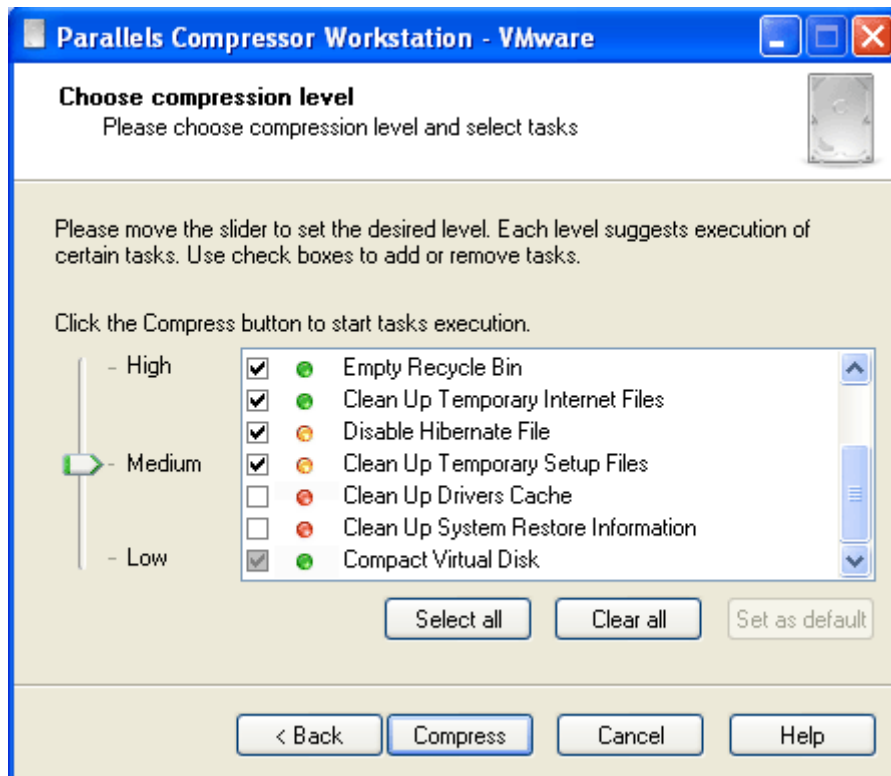 Parallels Compressor Workstation - VMware
Choose compression level
Please choose compression level and select tasks
Please move the slider to set the desired level. Each level suggests execution of
certain tasks. Use check boxes to add or remove tasks.
Click the Compress button to start tasks execution.
High
Medium
Low
Empty Recycle Bin
Clean Up Temporary Internet Files
Disable Hibernate File
Clean Up Temporary Setup Files
Clean Up Drivers Cache
Clean Up System Restore Information
Compact Virtual Disk
Select all
Clear all
Set as default
< Back
Compress
Cancel
Help